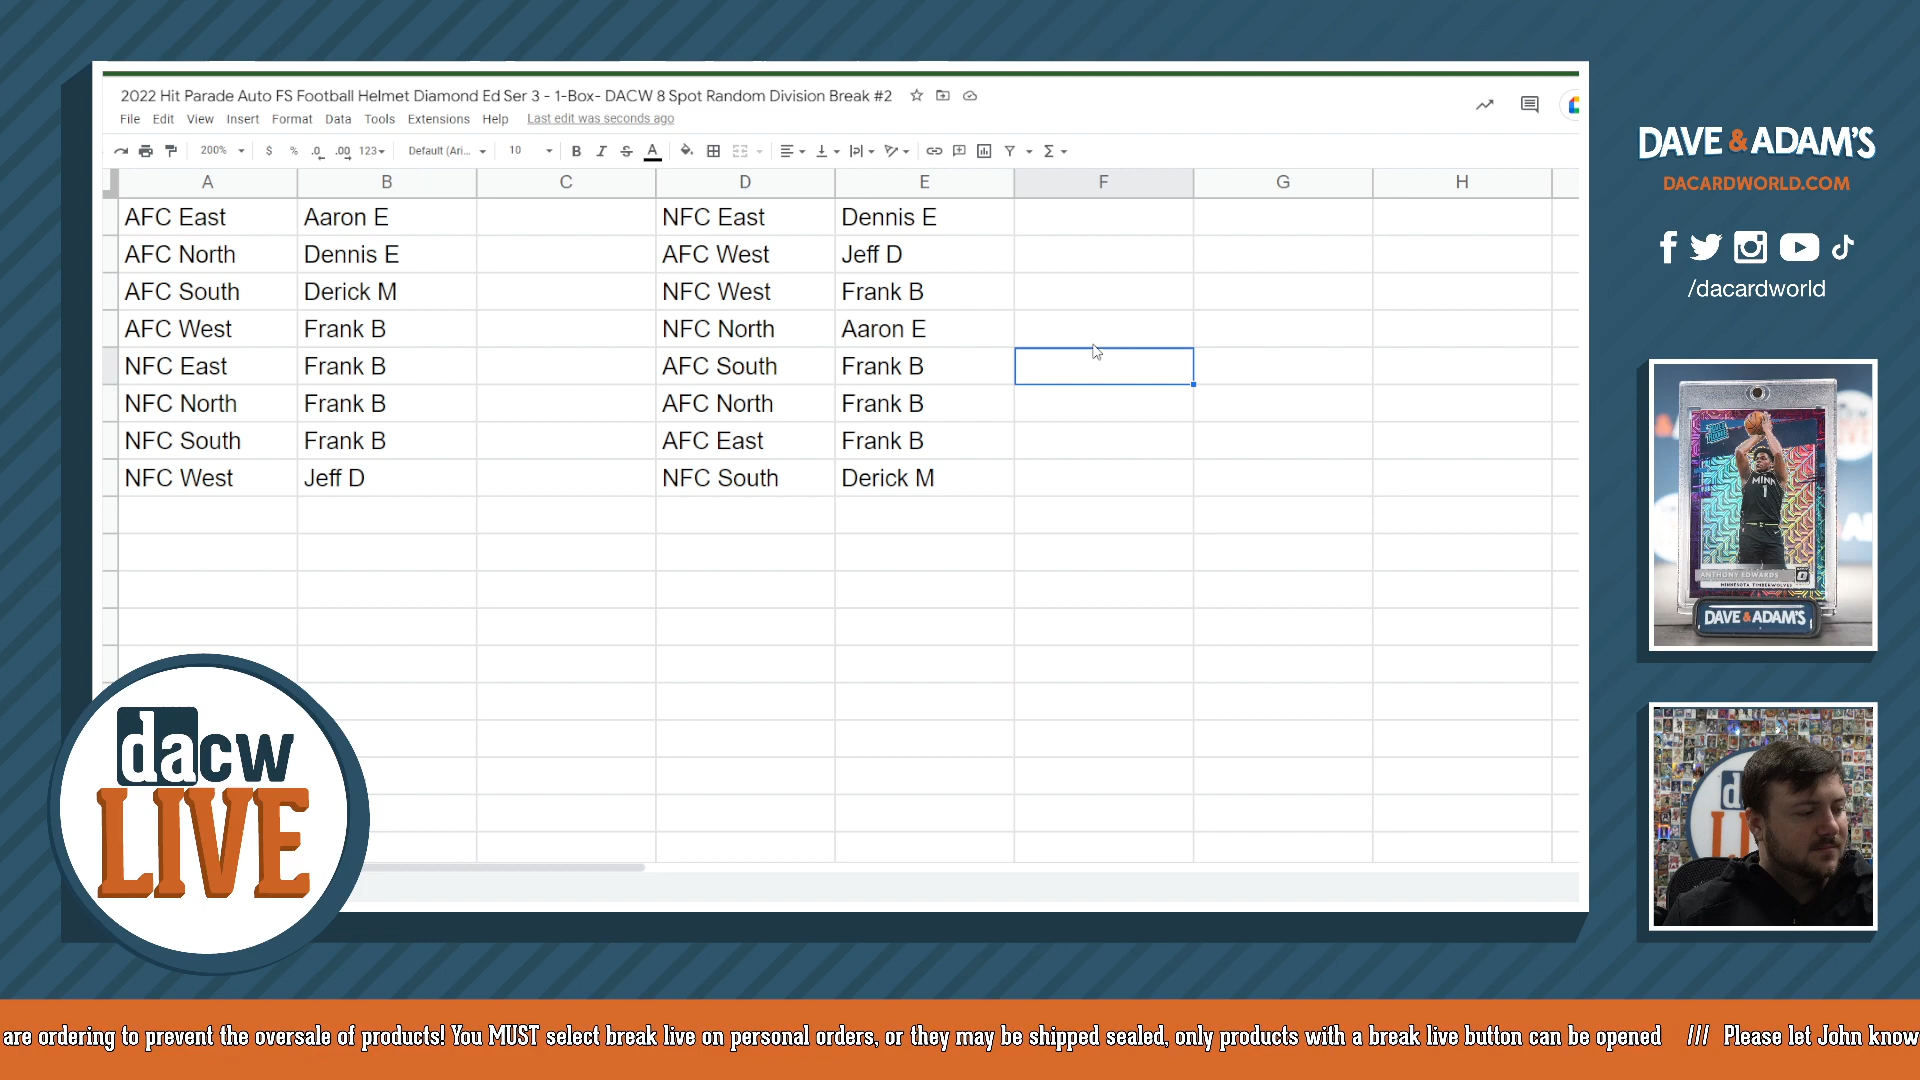 2022 Hit Parade Auto FS Football Helmet Diamond Ed Ser 3 - 1-Box- DACW 8 Spot Random Division Break #2
File Edit View Insert Format Data Tools Extensions Help Last edit was seconds ago
200% $ % .0 .00 123 Default (Ari... 10 B I S A
A B C D E F G H
AFC East Aaron E NFC East Dennis E
AFC North Dennis E AFC West Jeff D
AFC South Derick M NFC West Frank B
AFC West Frank B NFC North Aaron E
NFC East Frank B AFC South Frank B
NFC North Frank B AFC North Frank B
NFC South Frank B AFC East Frank B
NFC West Jeff D NFC South Derick M
DAVE & ADAM'S
DACARDWORLD.COM
/dacardworld
MINN
1
ANTHONY EDWARDS
MINNESOTA TIMBERWOLVES
DAVE & ADAM'S
dacw
LIVE
are ordering to prevent the oversale of products! You MUST select break live on personal orders, or they may be shipped sealed, only products with a break live button can be opened /// Please let John know